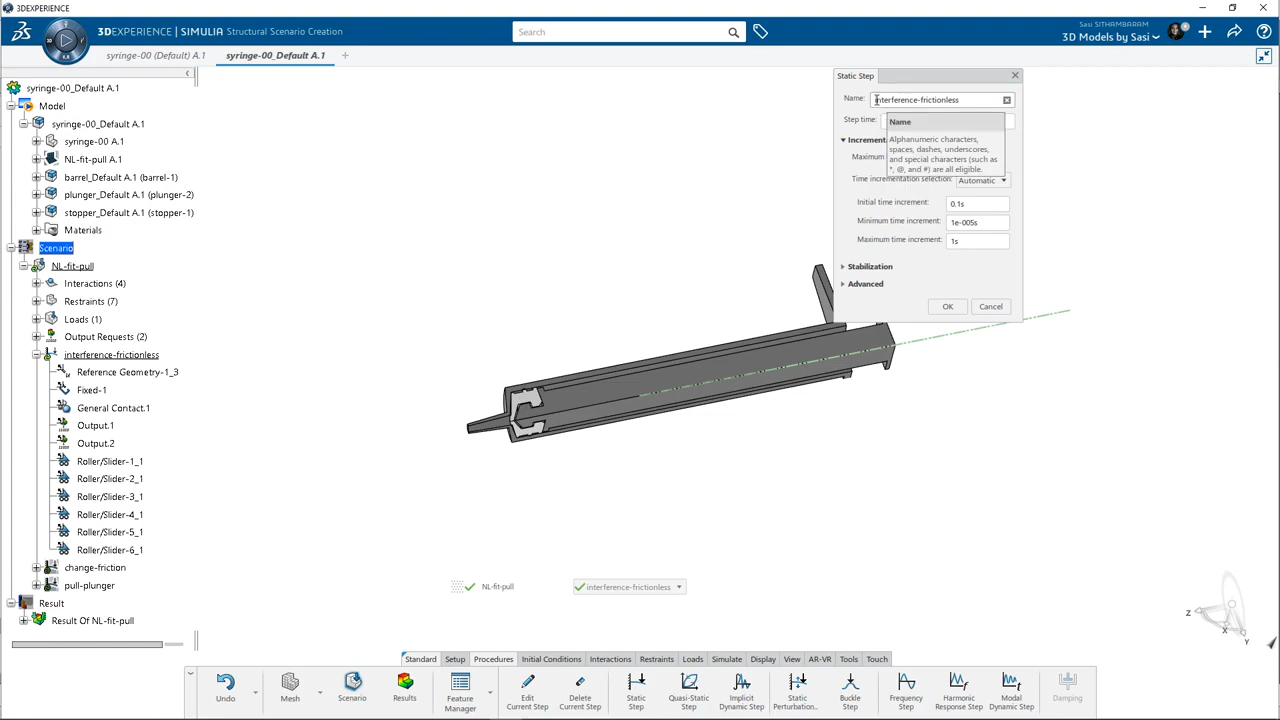 3DEXPERIENCE
3DEXPERIENCE | SIMULIA Structural Scenario Creation
Search
Sasi SITHAMBARAM
3D Models by Sasi
syringe-00 (Default) A.1
syringe-00_Default A.1
syringe-00_Default A.1
Model
syringe-00_Default A.1
syringe-00 A.1
NL-fit-pull A.1
barrel_Default A.1 (barrel-1)
plunger_Default A.1 (plunger-2)
stopper_Default A.1 (stopper-1)
Materials
Scenario
NL-fit-pull
Interactions (4)
Restraints (7)
Loads (1)
Output Requests (2)
interference-frictionless
Reference Geometry-1_3
Fixed-1
General Contact.1
Output.1
Output.2
Roller/Slider-1_1
Roller/Slider-2_1
Roller/Slider-3_1
Roller/Slider-4_1
Roller/Slider-5_1
Roller/Slider-6_1
change-friction
pull-plunger
Result
Result Of NL-fit-pull
Static Step
Name: interference-frictionless
Step time:
Name
Alphanumeric characters,
spaces, dashes, underscores,
and special characters (such as
*, @, and #) are all eligible.
Incrementa
Maximum
Time incrementation selection: Automatic
Initial time increment: 0.1s
Minimum time increment: 1e-005s
Maximum time increment: 1s
Stabilization
Advanced
OK Cancel
NL-fit-pull
interference-frictionless
Z
X
Y
Standard Setup Procedures Initial Conditions Interactions Restraints Loads Simulate Display View AR-VR Tools Touch
Undo
Mesh
Scenario
Results
Feature
Manager
Edit
Current Step
Delete
Current Step
Static
Step
Quasi-Static
Step
Implicit
Dynamic Step
Static
Perturbation...
Buckle
Step
Frequency
Step
Harmonic
Response Step
Modal
Dynamic Step
Damping